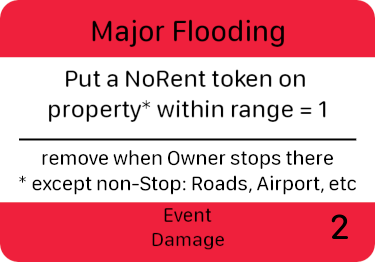 Major Flooding
Put a NoRent token on
property* within range = 1
remove when Owner stops there
* except non-Stop: Roads, Airport, etc
Event
Damage
2